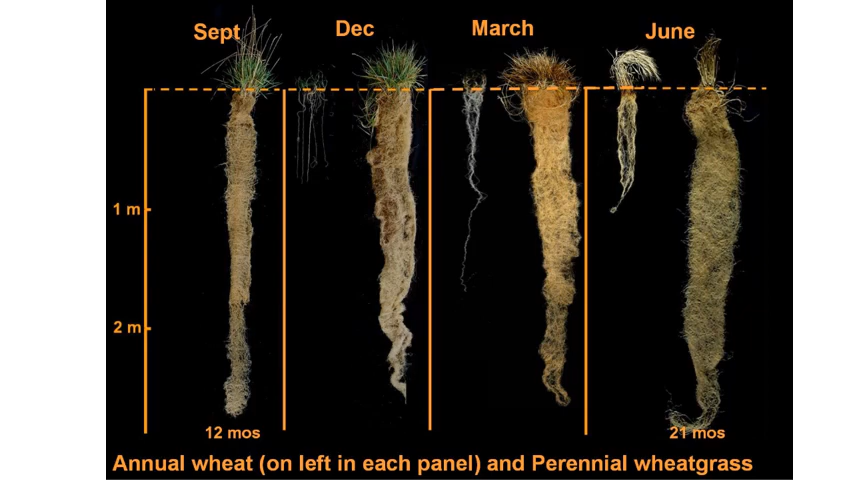 Sept
Dec
March
June
1 m
2 m
12 mos
21 mos
Annual wheat (on left in each panel) and Perennial wheatgrass